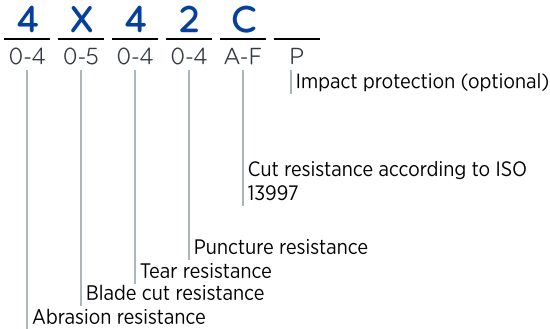 4 X 4 2 C
0-4 0-5 0-4 0-4 A-F P
Impact protection (optional)
Cut resistance according to ISO
13997
Puncture resistance
Tear resistance
Blade cut resistance
Abrasion resistance